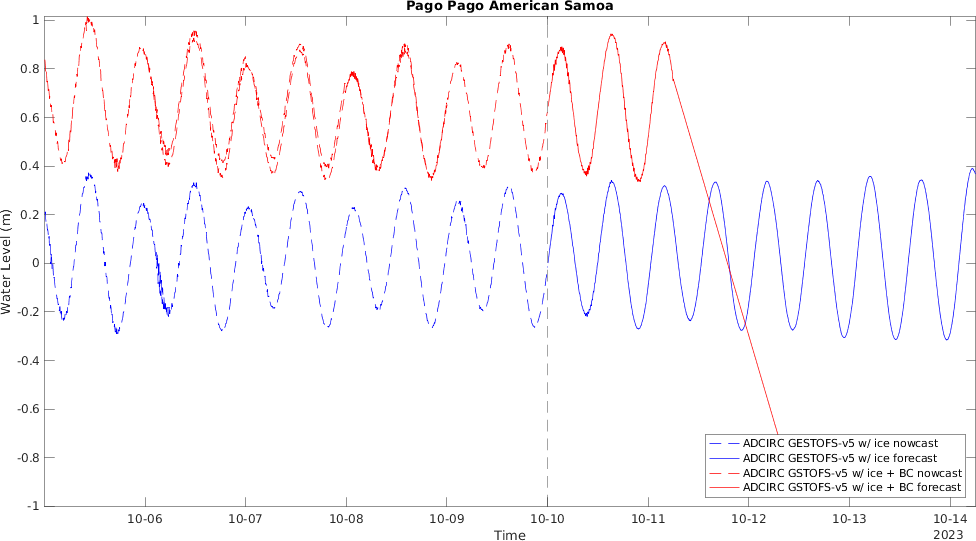 Pago Pago American Samoa
1
0.8
0.6
0.4
0.2
0
-0.2
-0.4
-0.6
-0.8
-1
Water Level (m)
ADCIRC GESTOFS-v5 w/ ice nowcast
ADCIRC GESTOFS-v5 w/ ice forecast
ADCIRC GSTOFS-v5 w/ ice + BC nowcast
ADCIRC GSTOFS-v5 w/ ice + BC forecast
10-06 10-07 10-08 10-09 10-10 10-11 10-12 10-13 10-14
Time
2023